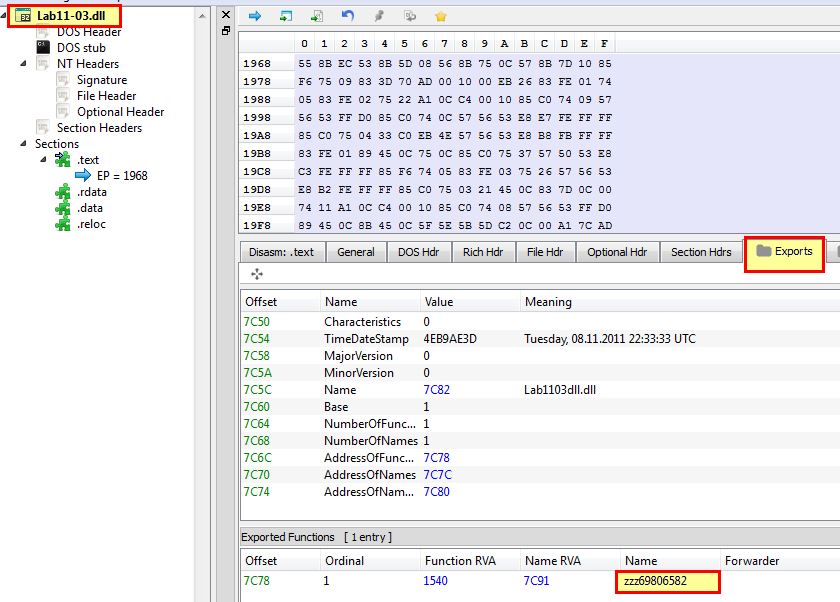 Lab11-03.dll
DOS Header
DOS stub
NT Headers
Signature
File Header
Optional Header
Section Headers
Sections
.text
EP = 1968
.rdata
.data
.reloc
0 1 2 3 4 5 6 7 8 9 A B C D E F
1968 55 8B EC 53 8B 5D 08 56 8B 75 0C 57 8B 7D 10 85
1978 F6 75 09 83 3D 70 AD 00 10 00 EB 26 83 FE 01 74
1988 05 83 FE 02 75 22 A1 0C C4 00 10 85 C0 74 09 57
1998 56 53 FF D0 85 C0 74 0C 57 56 53 E8 E7 FE FF FF
19A8 85 C0 75 04 33 C0 EB 4E 57 56 53 E8 B8 FB FF FF
19B8 83 FE 01 89 45 0C 75 0C 85 C0 75 37 57 50 53 E8
19C8 C3 FE FF FF 85 F6 74 05 83 FE 03 75 26 57 56 53
19D8 E8 B2 FE FF FF 85 C0 75 03 21 45 0C 83 7D 0C 00
19E8 74 11 A1 0C C4 00 10 85 C0 74 08 57 56 53 FF D0
19F8 89 45 0C 8B 45 0C 5F 5E 5B 5D C2 0C 00 A1 7C AD
Disasm: .text General DOS Hdr Rich Hdr File Hdr Optional Hdr Section Hdrs Exports
Offset Name Value Meaning
7C50 Characteristics 0
7C54 TimeDateStamp 4EB9AE3D Tuesday, 08.11.2011 22:33:33 UTC
7C58 MajorVersion 0
7C5A MinorVersion 0
7C5C Name 7C82 Lab1103dll.dll
7C60 Base 1
7C64 NumberOfFunc... 1
7C68 NumberOfNames 1
7C6C AddressOfFunc... 7C78
7C70 AddressOfNames 7C7C
7C74 AddressOfNam... 7C80
Exported Functions [ 1 entry ]
Offset Ordinal Function RVA Name RVA Name Forwarder
7C78 1 1540 7C91 zzz69806582